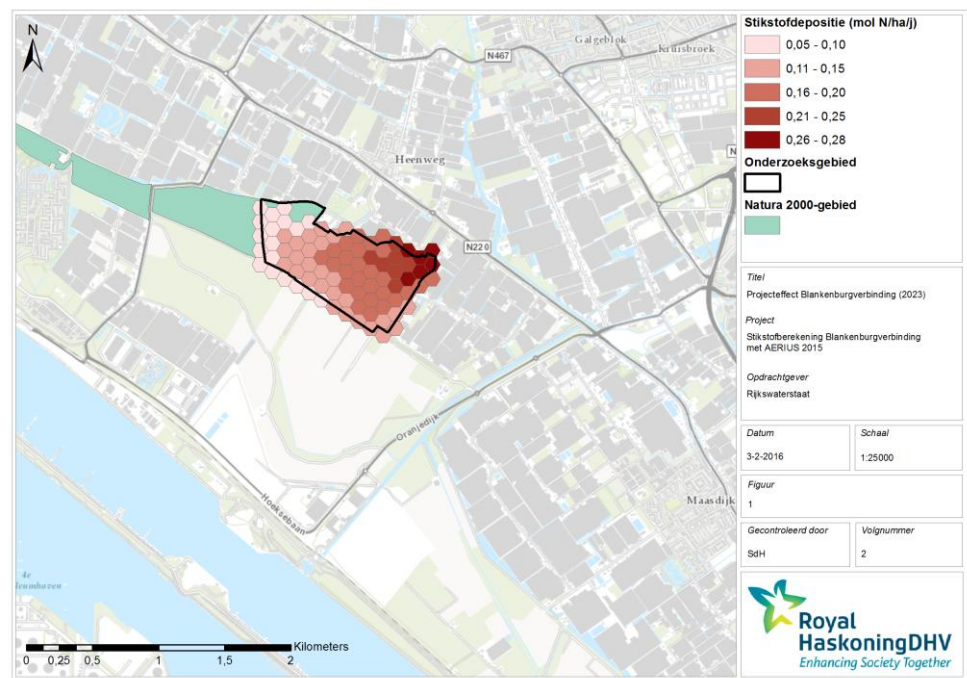 N
N467
Galgeblok
Kruisbroek
Heenweg
N220
Oranjedijk
Hoeksebaan
Maasdijk
4e
Kilometers
0 0,25 0,5 1 1,5 2
Stikstofdepositie (mol N/ha/j)
0,05 - 0,10
0,11 - 0,15
0,16 - 0,20
0,21 - 0,25
0,26 - 0,28
Onderzoeksgebied
Natura 2000-gebied
Titel
Projecteffect Blankenburgverbinding (2023)
Project
Stikstofberekening Blankenburgverbinding
met AERIUS 2015
Opdrachtgever
Rijkswaterstaat
Datum
3-2-2016
Schaal
1:25000
Figuur
1
Gecontroleerd door
SdH
Volgnummer
2
Royal
HaskoningDHV
Enhancing Society Together